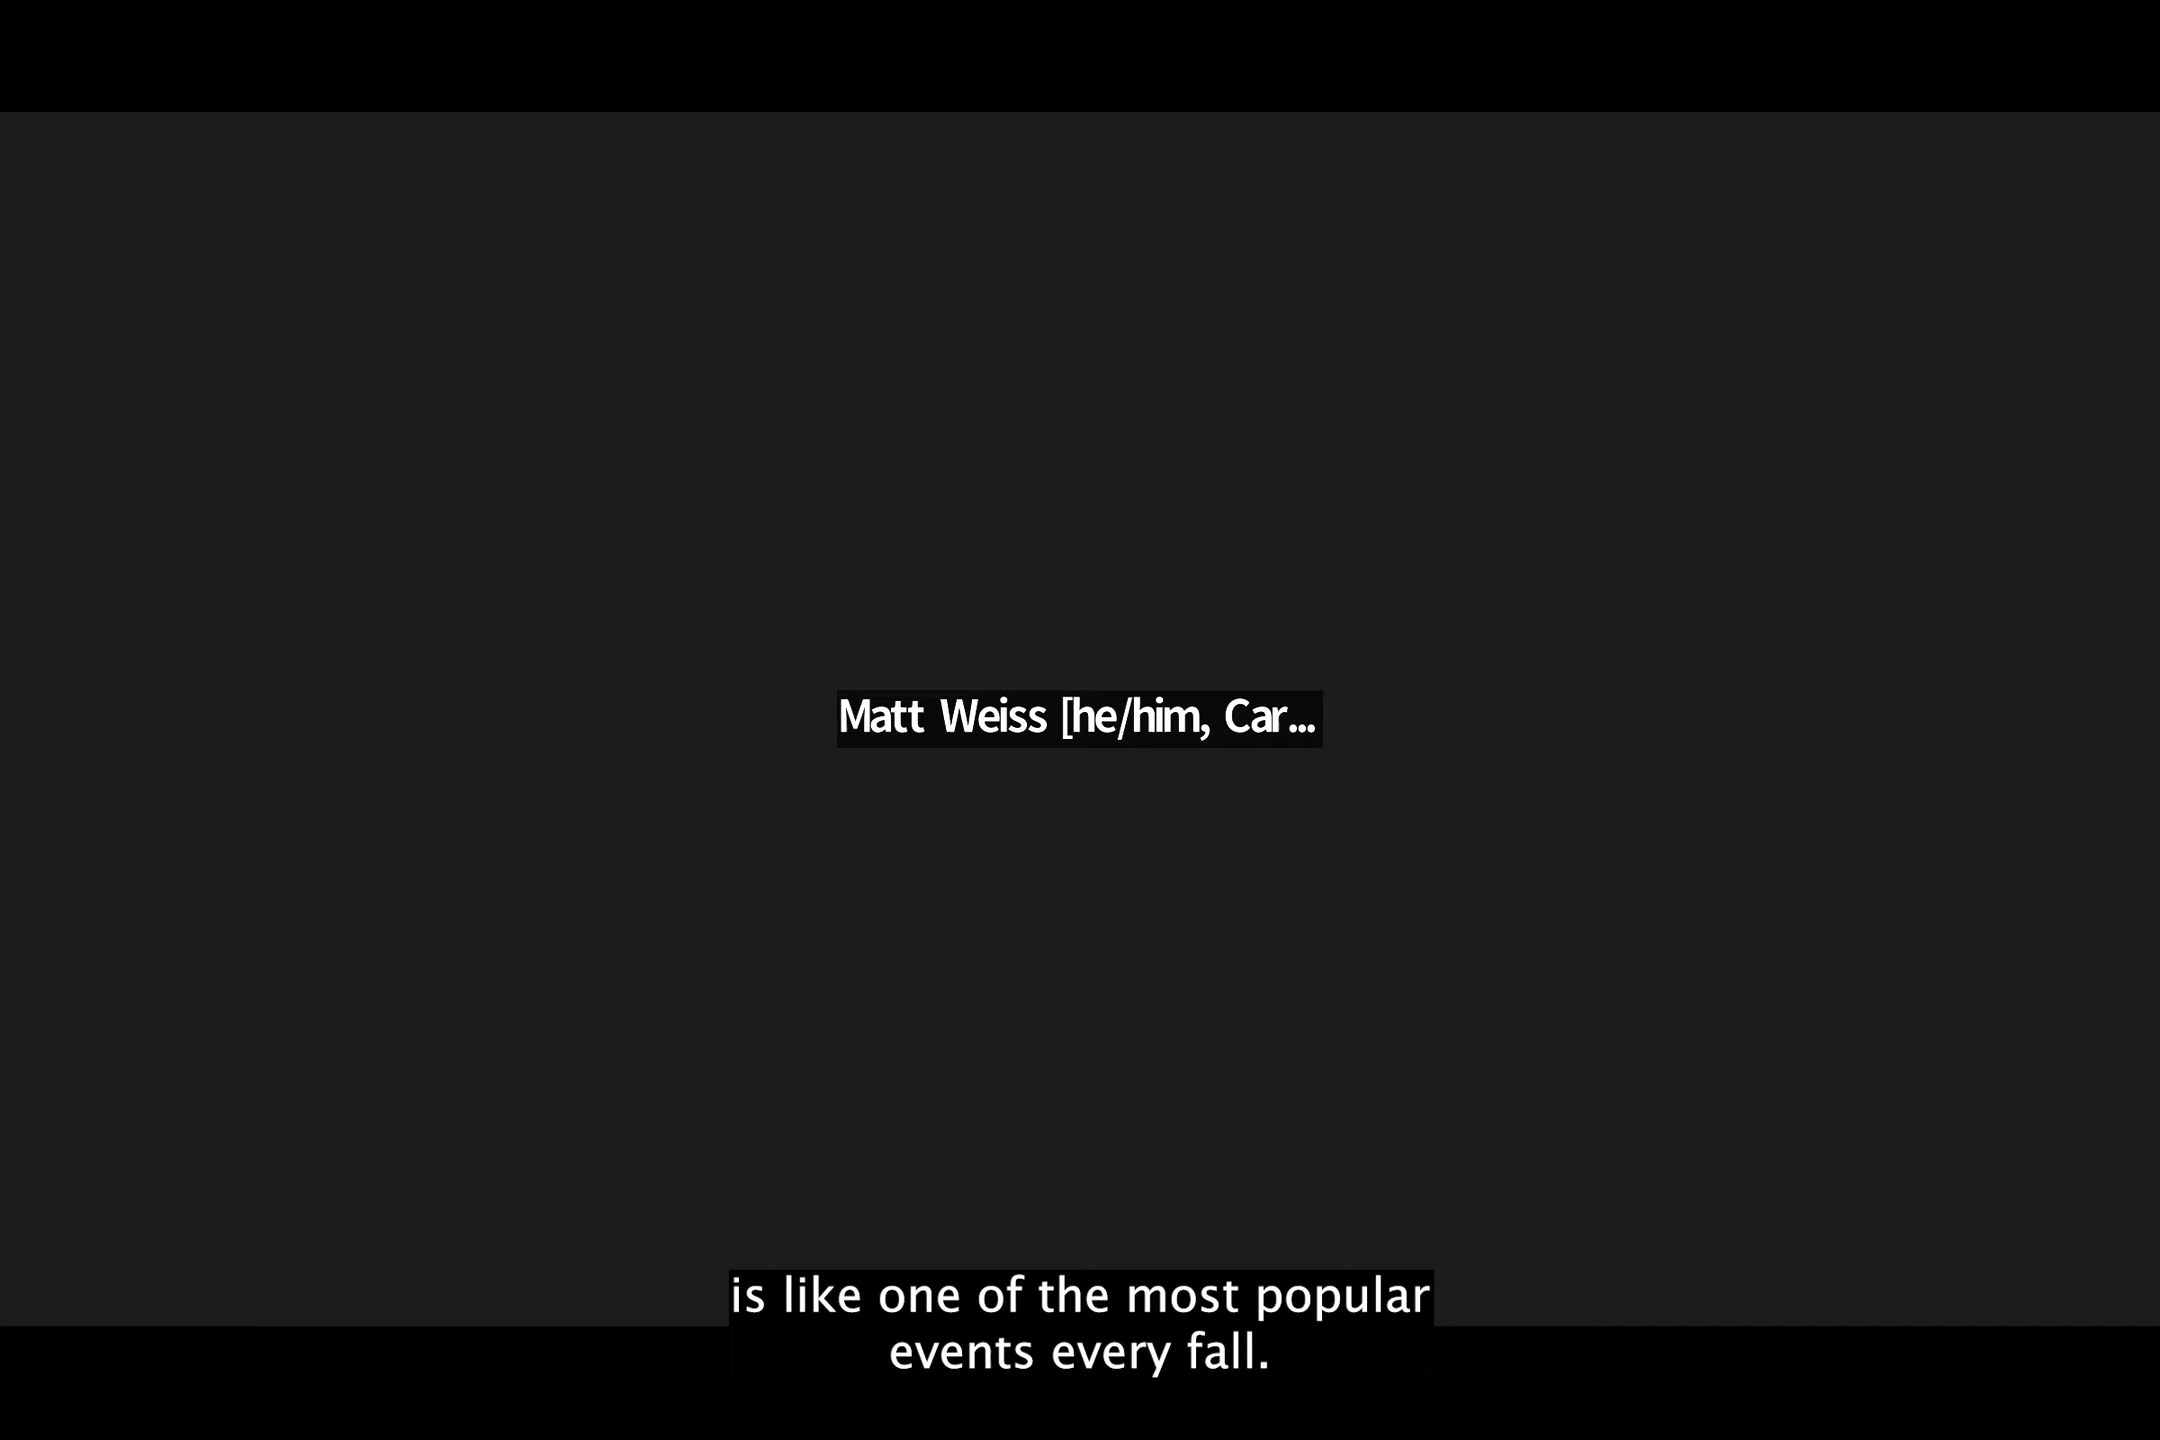 Matt Weiss [he/him, Car...
is like one of the most popular
events every fall.